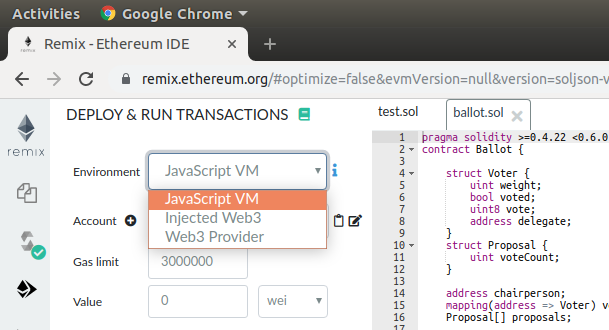 Activities
Google Chrome
Remix - Ethereum IDE
remix.ethereum.org/#optimize=false&evmVersion=null&version=soljson-v
remix
DEPLOY & RUN TRANSACTIONS
Environment
JavaScript VM
JavaScript VM
Injected Web3
Web3 Provider
Account
Gas limit
3000000
Value
0
wei
test.sol
ballot.sol
1 pragma solidity >=0.4.22 <0.6.0
2 contract Ballot {
3
4 struct Voter {
5 uint weight;
6 bool voted;
7 uint8 vote;
8 address delegate;
9 }
10 struct Proposal {
11 uint voteCount;
12 }
13
14 address chairperson;
15 mapping(address => Voter) v
16 Proposal[] proposals;